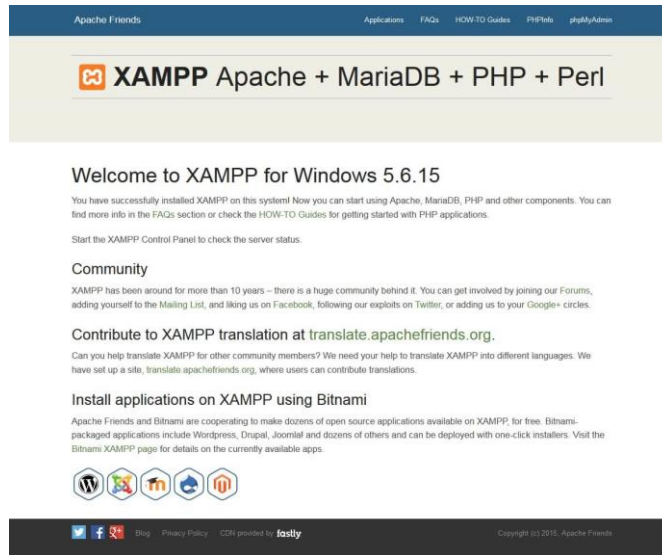 Apache Friends
Applications FAQs HOW-TO Guides PHPInfo phpMyAdmin
XAMPP Apache + MariaDB + PHP + Perl
Welcome to XAMPP for Windows 5.6.15
You have successfully installed XAMPP on this system! Now you can start using Apache, MariaDB, PHP and other components. You can
find more info in the FAQs section or check the HOW-TO Guides for getting started with PHP applications.
Start the XAMPP Control Panel to check the server status.
Community
XAMPP has been around for more than 10 years – there is a huge community behind it. You can get involved by joining our Forums,
adding yourself to the Mailing List, and liking us on Facebook, following our exploits on Twitter, or adding us to your Google+ circles.
Contribute to XAMPP translation at translate.apachefriends.org.
Can you help translate XAMPP for other community members? We need your help to translate XAMPP into different languages. We
have set up a site, translate.apachefriends.org, where users can contribute translations.
Install applications on XAMPP using Bitnami
Apache Friends and Bitnami are cooperating to make dozens of open source applications available on XAMPP, for free. Bitnami-
packaged applications include Wordpress, Drupal, Joomla! and dozens of others and can be deployed with one-click installers. Visit the
Bitnami XAMPP page for details on the currently available apps.
Blog Privacy Policy CDN provided by fastly
Copyright (c) 2015, Apache Friends